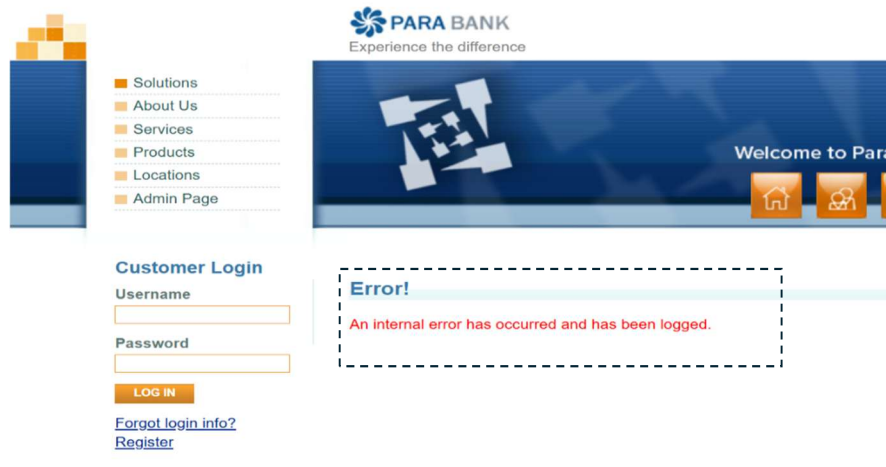 PARA BANK
Experience the difference
Solutions
About Us
Services
Products
Locations
Admin Page
Welcome to
Customer Login
Username
Password
LOG IN
Forgot login info?
Register
Error!
An internal error has occurred and has been logged.